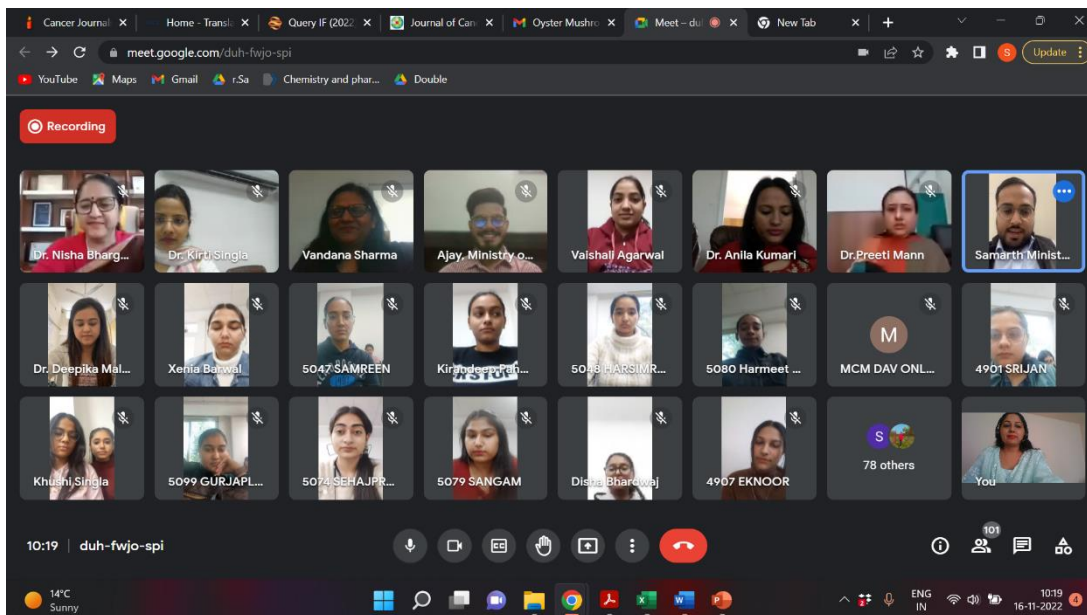 Cancer Journal
Home - Transla
Query IF (2022
Journal of Canc
Oyster Mushro
Meet – du
New Tab
meet.google.com/duh-fwjo-spi
Update
YouTube
Maps
Gmail
r.Sa
Chemistry and phar...
Double
Recording
Dr. Nisha Bharg...
Dr. Kirti Singla
Vandana Sharma
Ajay, Ministry o...
Vaishali Agarwal
Dr. Anila Kumari
Dr.Preeti Mann
Samarth Minist...
Dr. Deepika Mal...
Xenia Barwal
5047 SAMREEN
Kirandeep Pah...
5048 HARSIMR...
5080 Harmeet ...
M
MCM DAV ONL...
4901 SRIJAN
Khushi Singla
5099 GURJAPL...
5074 SEHAJPR...
5079 SANGAM
Disha Bhardwaj
4907 EKNOOR
S
78 others
You
10:19 | duh-fwjo-spi
101
14°C
Sunny
ENG
IN
10:19
16-11-2022
4